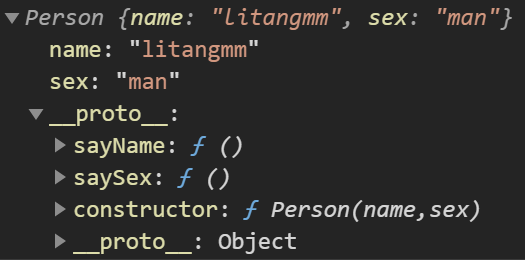 Person {name: "litangmm", sex: "man"}
name: "litangmm"
sex: "man"
__proto__:
sayName: ƒ ()
saySex: ƒ ()
constructor: ƒ Person(name,sex)
__proto__: Object